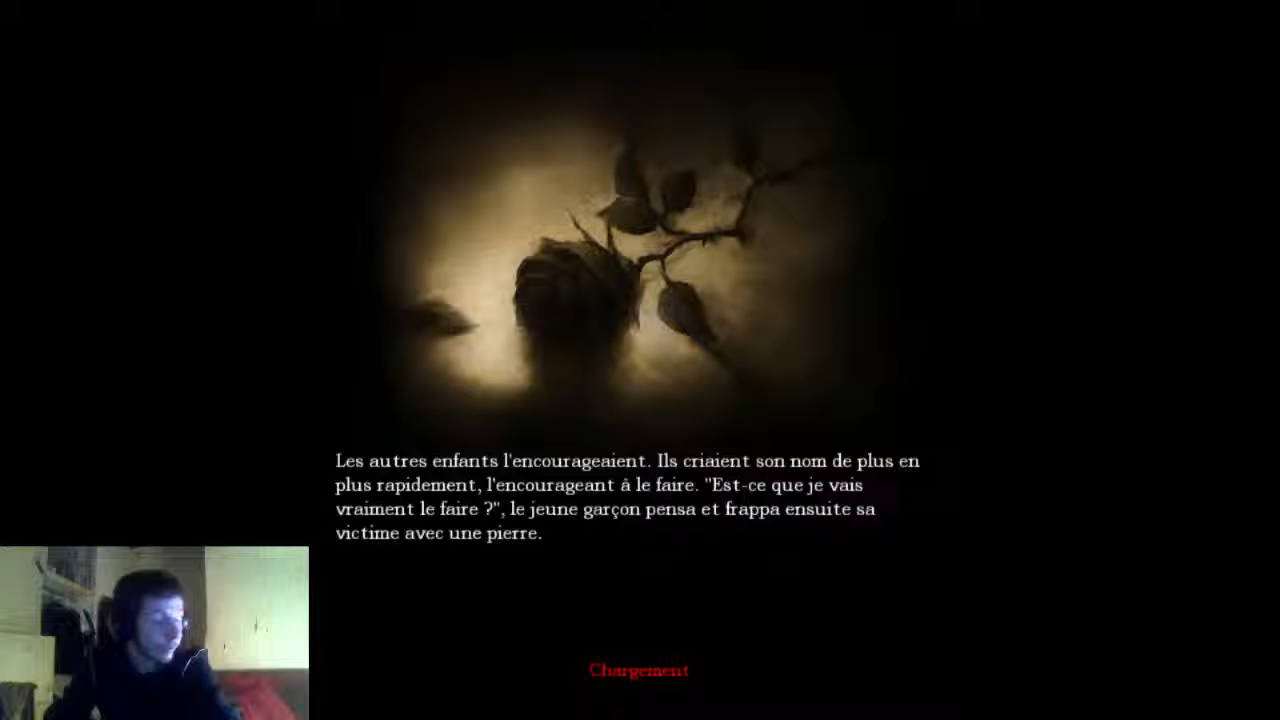 Les autres enfants l'encourageaient. Ils criaient son nom de plus en
plus rapidement, l'encourageant à le faire. "Est-ce que je vais
vraiment le faire ?", le jeune garçon pensa et frappa ensuite sa
victime avec une pierre.
Chargement